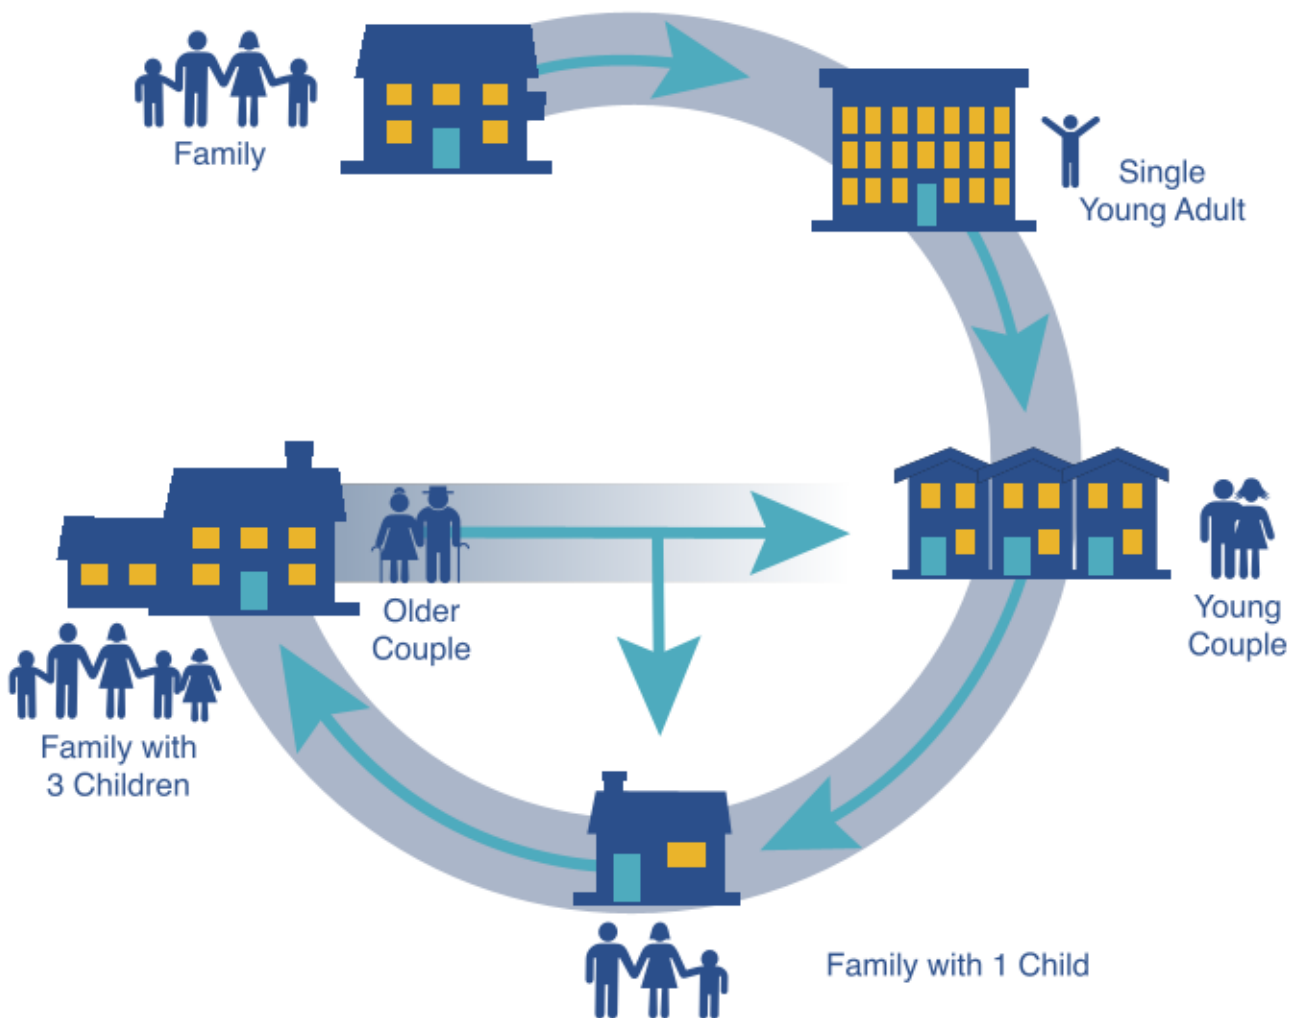 Family
Single
Young Adult
Older
Couple
Young
Couple
Family with
3 Children
Family with 1 Child